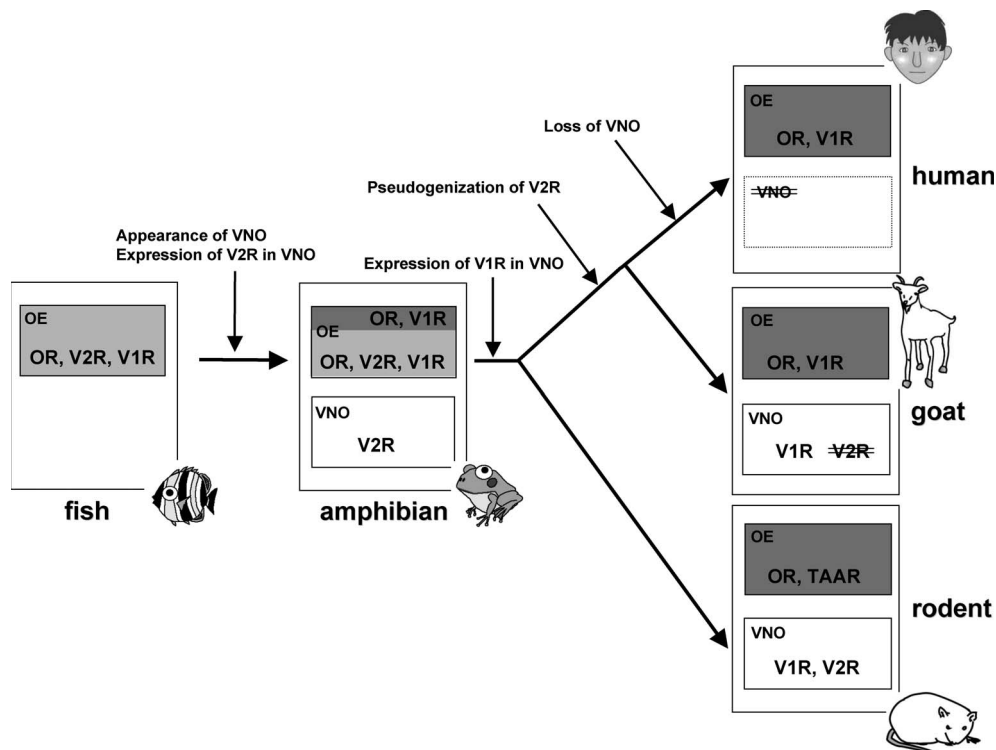 OE
OR, V2R, V1R
fish
Appearance of VNO
Expression of V2R in VNO
OR, V1R
OE
OR, V2R, V1R
VNO
V2R
amphibian
Expression of V1R in VNO
Pseudogenization of V2R
Loss of VNO
OE
OR, V1R
VNO
human
OE
OR, V1R
VNO
V1R V2R
goat
OE
OR, TAAR
VNO
V1R, V2R
rodent